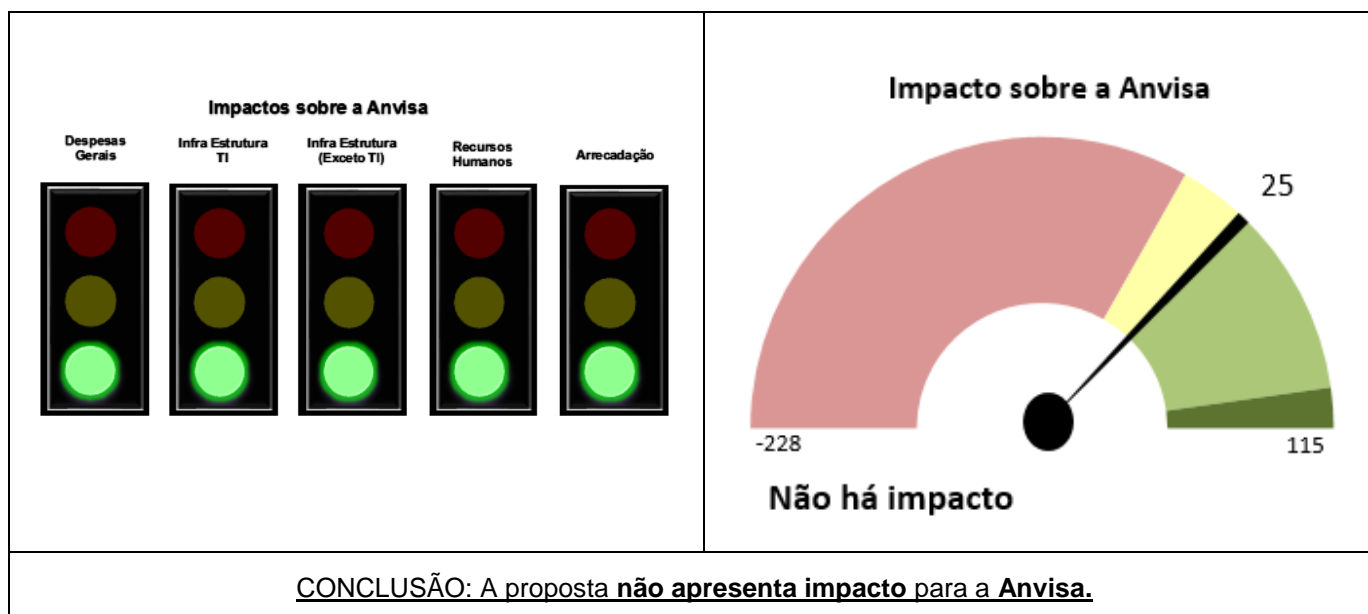 Impactos sobre a Anvisa
Despesas
Gerais
Infra Estrutura
TI
Infra Estrutura
(Exceto TI)
Recursos
Humanos
Arrecadação
Impacto sobre a Anvisa
25
-228
115
Não há impacto
CONCLUSÃO: A proposta não apresenta impacto para a Anvisa.